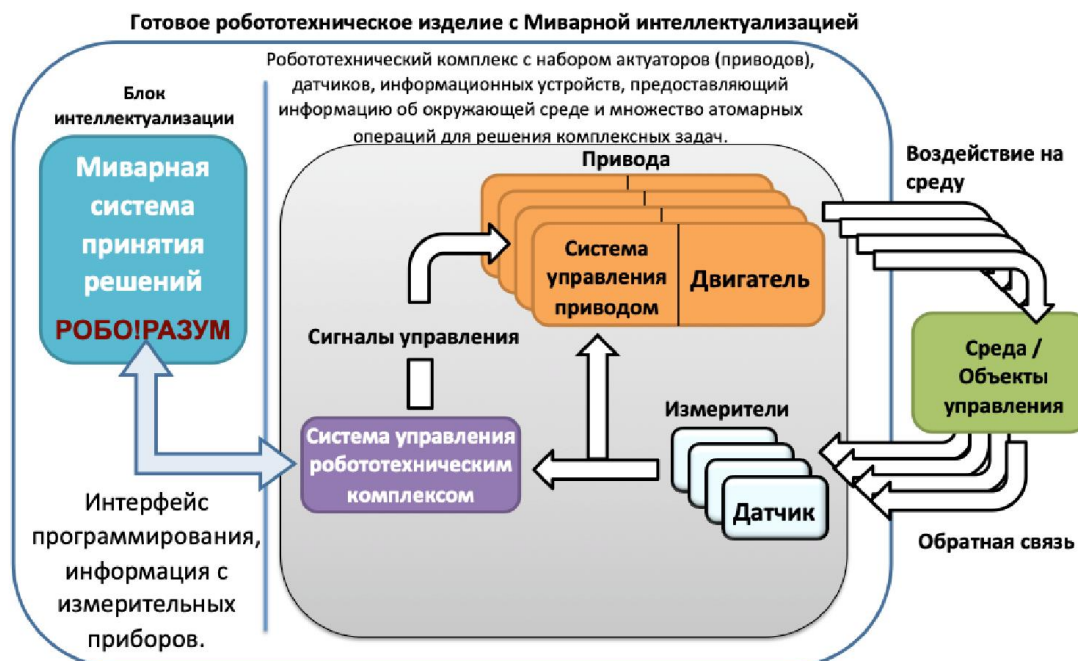 Готовое робототехническое изделие с Миварной интеллектуализацией
Робототехнический комплекс с набором актуаторов (приводов),
датчиков, информационных устройств, предоставляющий
информацию об окружающей среде и множество атомарных
операций для решения комплексных задач.
Блок
интеллектуализации
Миварная
система
принятия
решений
РОБО!РАЗУМ
Привода
Система
управления
приводом
Двигатель
Воздействие на
среду
Сигналы управления
Среда /
Объекты
управления
Измерители
Система управления
робототехническим
комплексом
Датчик
Интерфейс
программирования,
информация с
измерительных
приборов.
Обратная связь